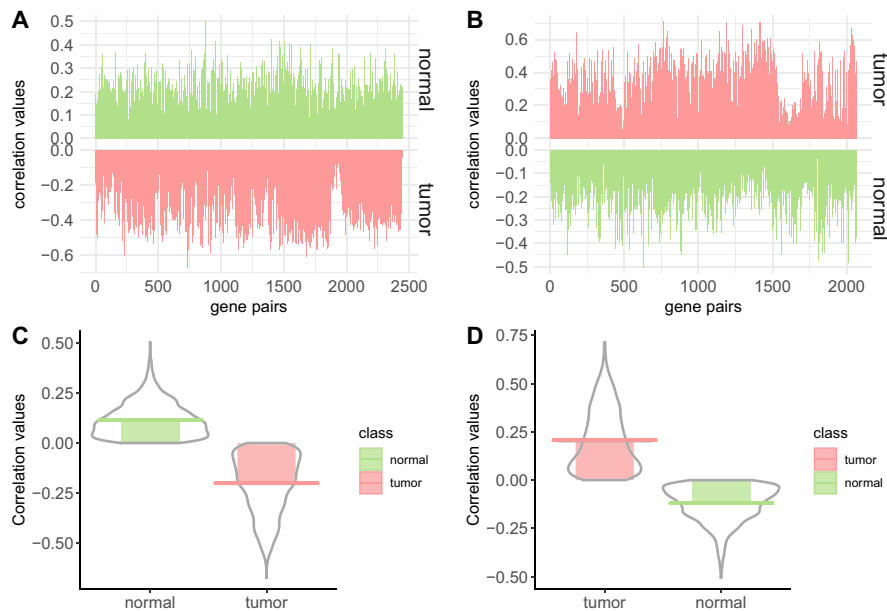 A
correlation values
0.5
0.4
0.3
0.2
0.1
0.0
normal
0.0
−0.2
−0.4
−0.6
tumor
0
500
1000
1500
2000
2500
gene pairs
B
correlation values
0.6
0.4
0.2
0.0
tumor
0.0
−0.1
−0.2
−0.3
−0.4
−0.5
normal
0
500
1000
1500
2000
gene pairs
C
Correlation values
0.50
0.25
0.00
−0.25
−0.50
normal
tumor
class
normal
tumor
D
Correlation values
0.75
0.50
0.25
0.00
−0.25
−0.50
tumor
normal
class
tumor
normal